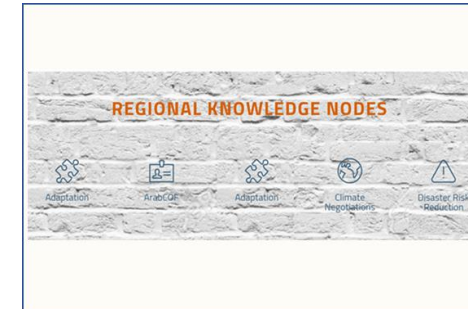 REGIONAL KNOWLEDGE NODES
Adaptation
ArabCOF
Adaptation
Climate
Negotiations
Disaster Risk
Reduction